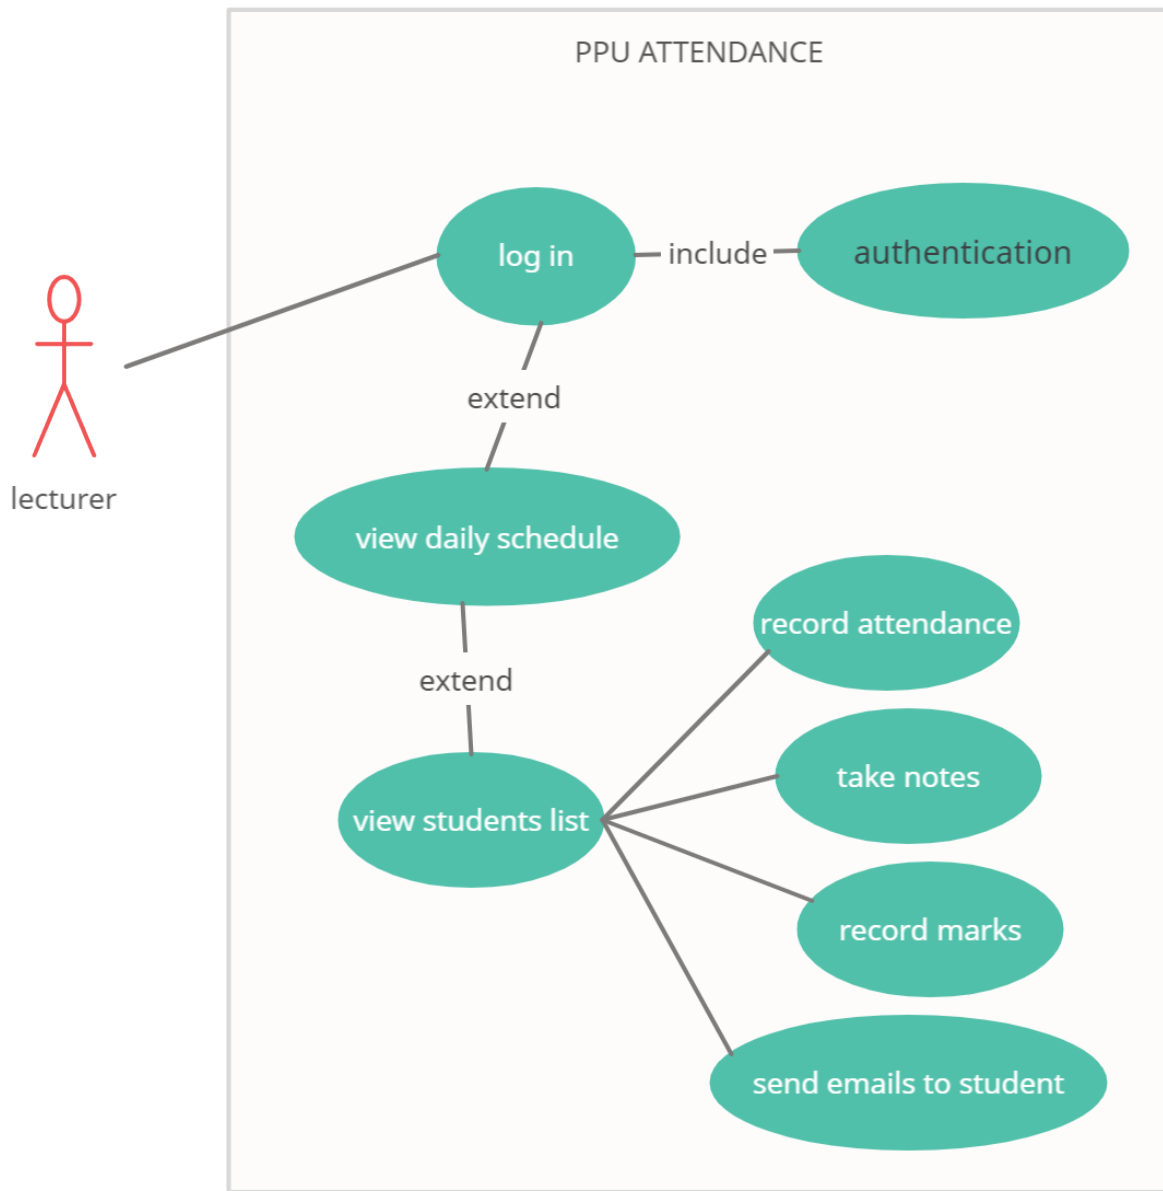 PPU ATTENDANCE
log in
include
authentication
extend
lecturer
view daily schedule
record attendance
extend
take notes
view students list
record marks
send emails to student